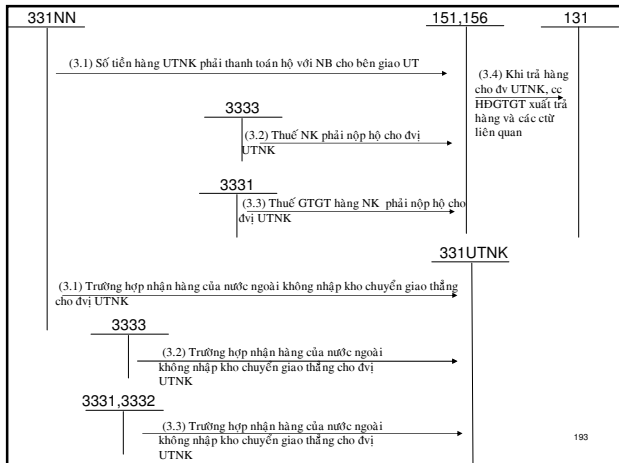 331NN
151,156
131
(3.1) Số tiền hàng UTNK phải thanh toán hộ với NB cho bên giao UT
(3.4) Khi trả hàng
cho đv UTNK, cc
HĐGTGT xuất trả
hàng và các ctừ
liên quan
3333
(3.2) Thuế NK phải nộp hộ cho đvị
UTNK
3331
(3.3) Thuế GTGT hàng NK phải nộp hộ cho
đvị UTNK
331UTNK
(3.1) Trường hợp nhận hàng của nước ngoài không nhập kho chuyển giao thẳng
cho đvị UTNK
3333
(3.2) Trường hợp nhận hàng của nước ngoài
không nhập kho chuyển giao thẳng cho đvị
UTNK
3331,3332
(3.3) Trường hợp nhận hàng của nước ngoài
không nhập kho chuyển giao thẳng cho đvị
UTNK
193